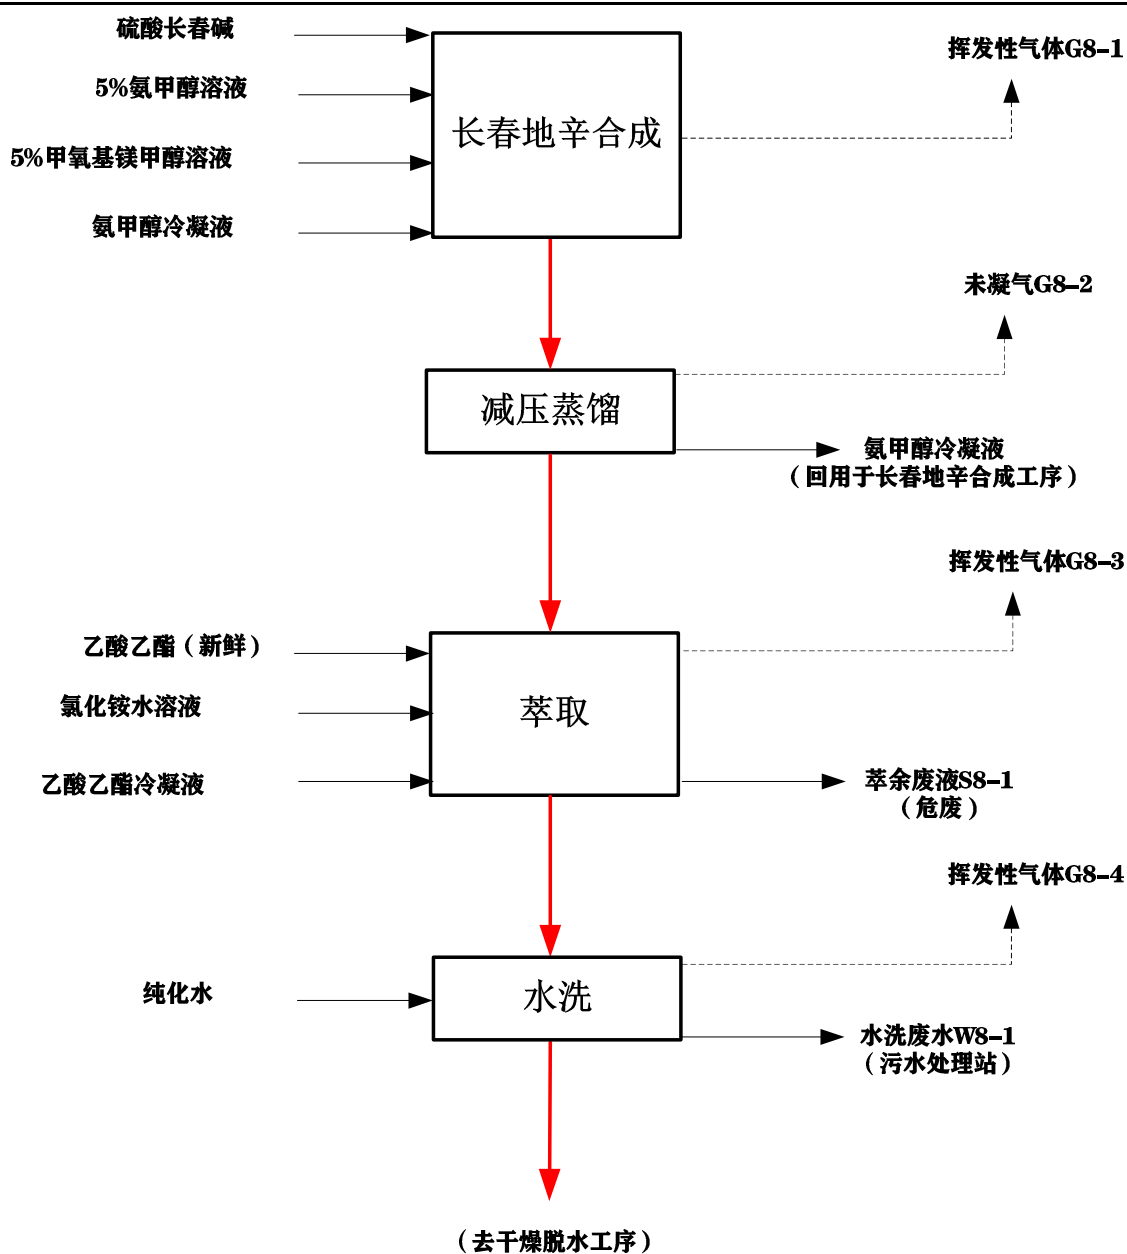 硫酸长春碱
挥发性气体G8-1
5%氨甲醇溶液
长春地辛合成
5%甲氧基镁甲醇溶液
氨甲醇冷凝液
未凝气G8-2
减压蒸馏
氨甲醇冷凝液
（回用于长春地辛合成工序）
挥发性气体G8-3
乙酸乙酯（新鲜）
氯化铵水溶液
萃取
乙酸乙酯冷凝液
萃余废液S8-1
（危废）
挥发性气体G8-4
纯化水
水洗
水洗废水W8-1
（污水处理站）
（去干燥脱水工序）